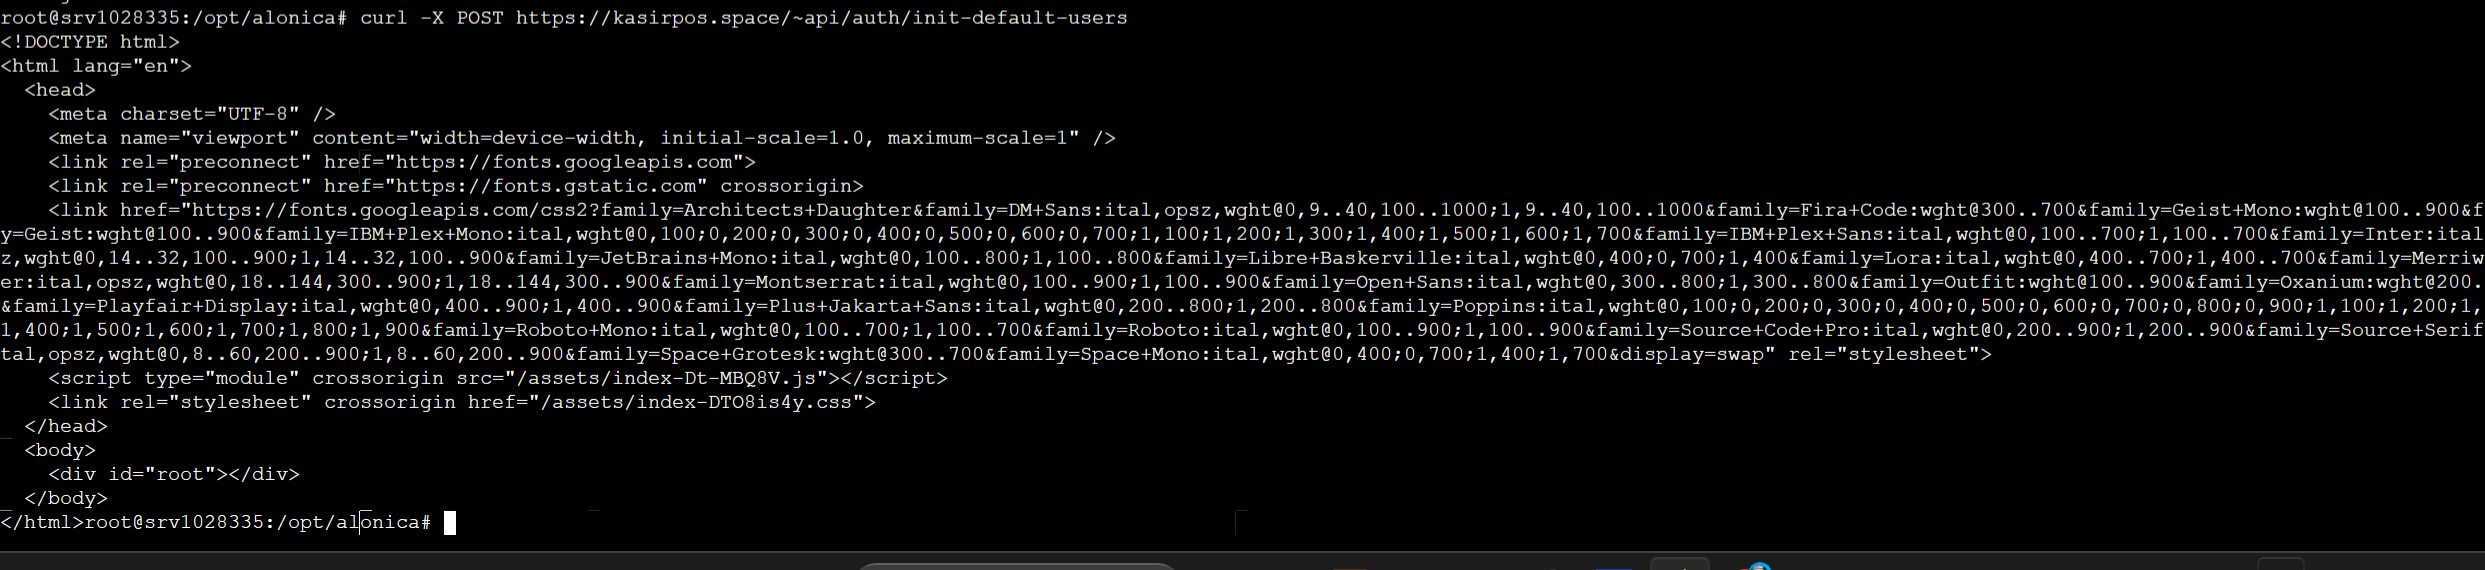 root@srv1028335:/opt/alonica# curl -X POST https://kasirpos.space/~api/auth/init-default-users
<!DOCTYPE html>
<html lang="en">
  <head>
    <meta charset="UTF-8" />
    <meta name="viewport" content="width=device-width, initial-scale=1.0, maximum-scale=1" />
    <link rel="preconnect" href="https://fonts.googleapis.com">
    <link rel="preconnect" href="https://fonts.gstatic.com" crossorigin>
    <link href="https://fonts.googleapis.com/css2?family=Architects+Daughter&family=DM+Sans:ital,opsz,wght@0,9..40,100..1000;1,9..40,100..1000&family=Fira+Code:wght@300..700&family=Geist+Mono:wght@100..900&f
y=Geist:wght@100..900&family=IBM+Plex+Mono:ital,wght@0,100;0,200;0,300;0,400;0,500;0,600;0,700;1,100;1,200;1,300;1,400;1,500;1,600;1,700&family=IBM+Plex+Sans:ital,wght@0,100..700;1,100..700&family=Inter:ital
z,wght@0,14..32,100..900;1,14..32,100..900&family=JetBrains+Mono:ital,wght@0,100..800;1,100..800&family=Libre+Baskerville:ital,wght@0,400;0,700;1,400&family=Lora:ital,wght@0,400..700;1,400..700&family=Merriw
er:ital,opsz,wght@0,18..144,300..900;1,18..144,300..900&family=Montserrat:ital,wght@0,100..900;1,100..900&family=Open+Sans:ital,wght@0,300..800;1,300..800&family=Outfit:wght@100..900&family=Oxanium:wght@200.
&family=Playfair+Display:ital,wght@0,400..900;1,400..900&family=Plus+Jakarta+Sans:ital,wght@0,200..800;1,200..800&family=Poppins:ital,wght@0,100;0,200;0,300;0,400;0,500;0,600;0,700;0,800;0,900;1,100;1,200;1,
1,400;1,500;1,600;1,700;1,800;1,900&family=Roboto+Mono:ital,wght@0,100..700;1,100..700&family=Roboto:ital,wght@0,100..900;1,100..900&family=Source+Code+Pro:ital,wght@0,200..900;1,200..900&family=Source+Serif
tal,opsz,wght@0,8..60,200..900;1,8..60,200..900&family=Space+Grotesk:wght@300..700&family=Space+Mono:ital,wght@0,400;0,700;1,400;1,700&display=swap" rel="stylesheet">
    <script type="module" crossorigin src="/assets/index-Dt-MBQ8V.js"></script>
    <link rel="stylesheet" crossorigin href="/assets/index-DTO8is4y.css">
  </head>
  <body>
    <div id="root"></div>
  </body>
</html>root@srv1028335:/opt/alonica#